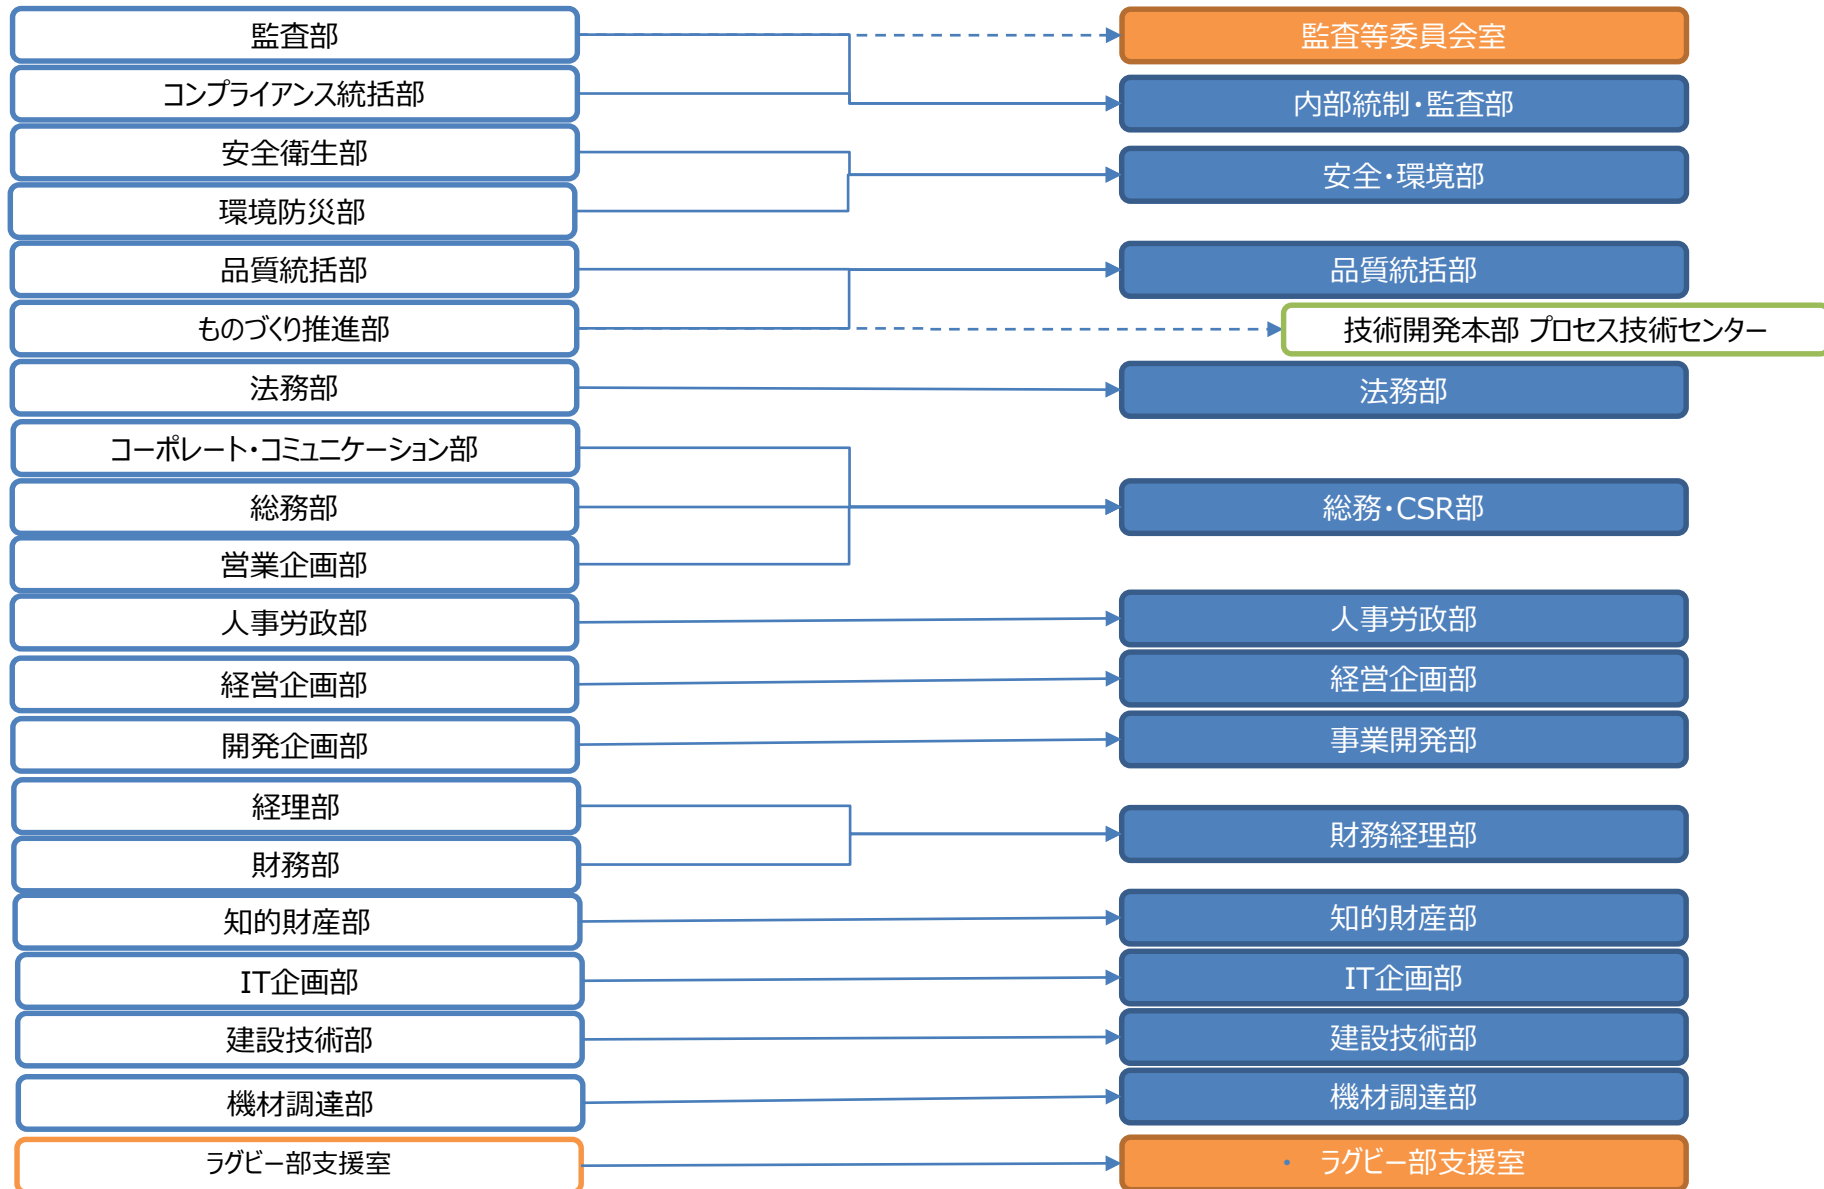 監査部
監査等委員会室
コンプライアンス統括部
内部統制・監査部
安全衛生部
安全・環境部
環境防災部
品質統括部
品質統括部
ものづくり推進部
技術開発本部 プロセス技術センター
法務部
法務部
コーポレート・コミュニケーション部
総務部
総務・CSR部
営業企画部
人事労政部
人事労政部
経営企画部
経営企画部
開発企画部
事業開発部
経理部
財務経理部
財務部
知的財産部
知的財産部
IT企画部
IT企画部
建設技術部
建設技術部
機材調達部
機材調達部
ラグビー部支援室
・ ラグビー部支援室